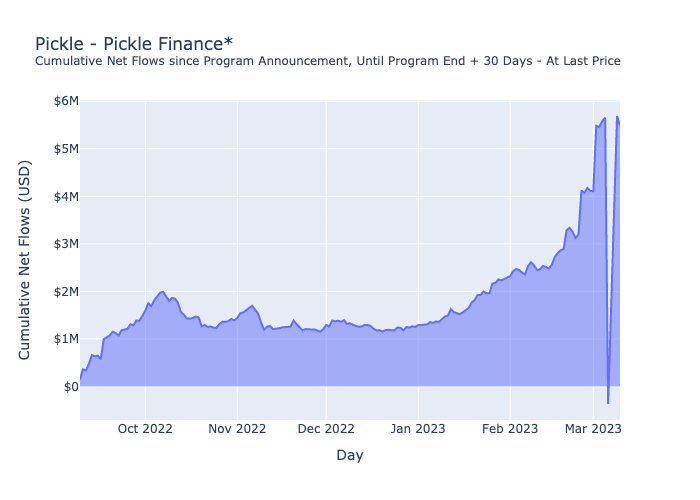 Pickle - Pickle Finance*
Cumulative Net Flows since Program Announcement, Until Program End + 30 Days - At Last Price
$6M
$5M
$4M
$3M
$2M
$1M
$0
Cumulative Net Flows (USD)
Oct 2022 Nov 2022 Dec 2022 Jan 2023 Feb 2023 Mar 2023
Day